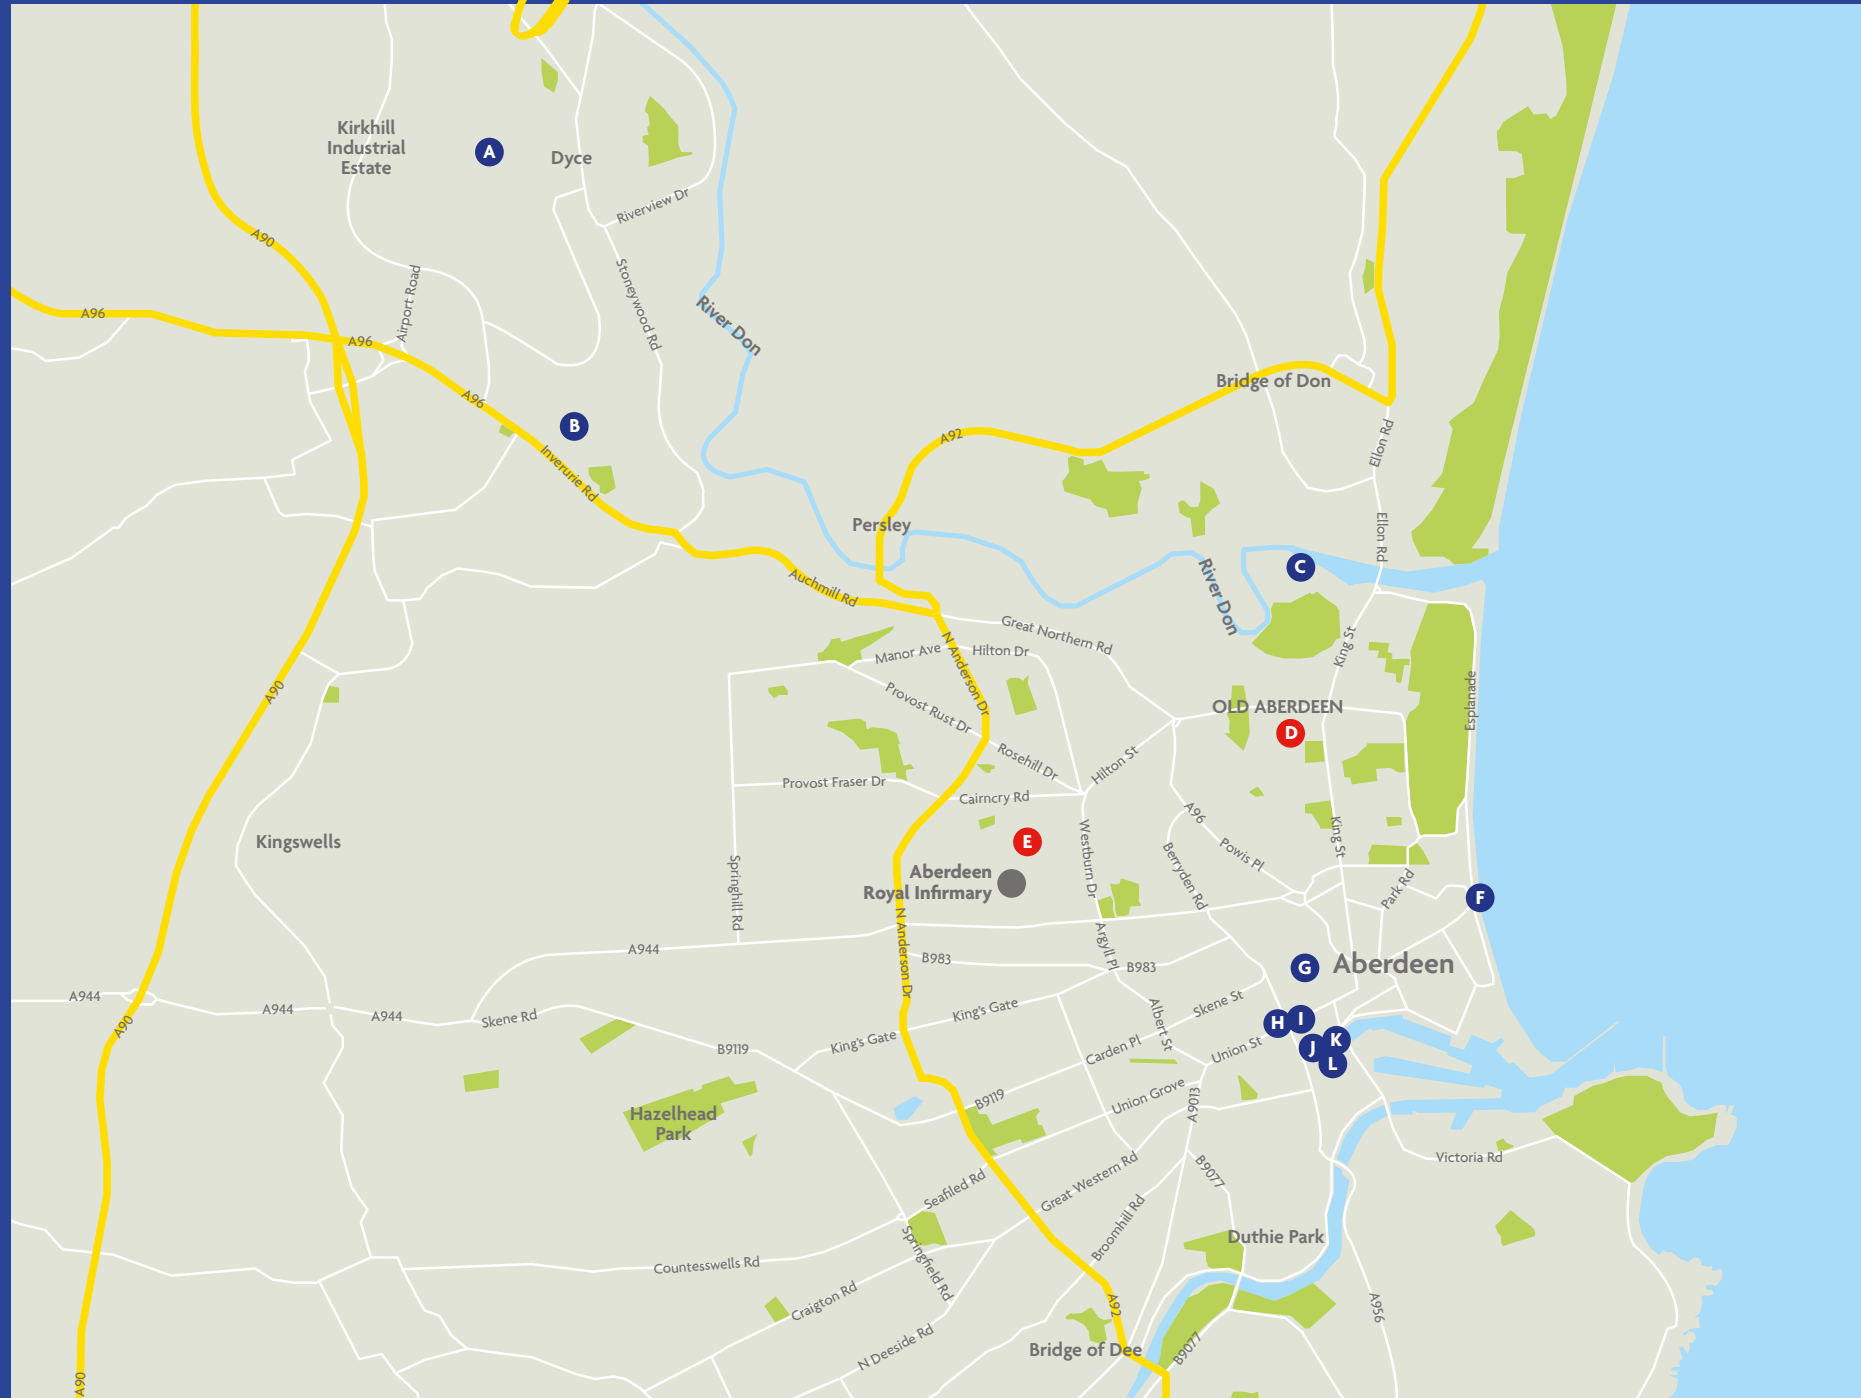 Kirkhill
Industrial
Estate
A
Dyce
Riverview Dr
A90
Airport Road
Stoneywood Rd
River Don
A96
A96
A96
B
Inverurie Rd
Bridge of Don
A92
Ellon Rd
Persley
Ellon Rd
River Don
C
Auchmill Rd
Great Northern Rd
N Anderson Dr
Manor Ave
Hilton Dr
King St
A90
Provost Rust Dr
OLD ABERDEEN
D
Esplanade
Rosehill Dr
Hilton St
Provost Fraser Dr
Cairncry Rd
A96
King St
Kingswells
E
Westburn Dr
Powis Pl
Berryden Rd
Springhill Rd
Aberdeen
Royal Infirmary
Park Rd
F
N Anderson Dr
Argyll Pl
A944
B983
B983
G
Aberdeen
A944
A944
A944
A90
Skene Rd
King's Gate
King's Gate
Albert St
Skene St
H
I
J
K
L
B9119
Carden Pl
Union St
B9119
Union Grove
A9013
Hazelhead
Park
Victoria Rd
Seafiled Rd
Great Western Rd
B9077
Broomhill Rd
Springfield Rd
Duthie Park
Countesswells Rd
Craigton Rd
A92
A956
N Deeside Rd
Bridge of Dee
B9077
A90